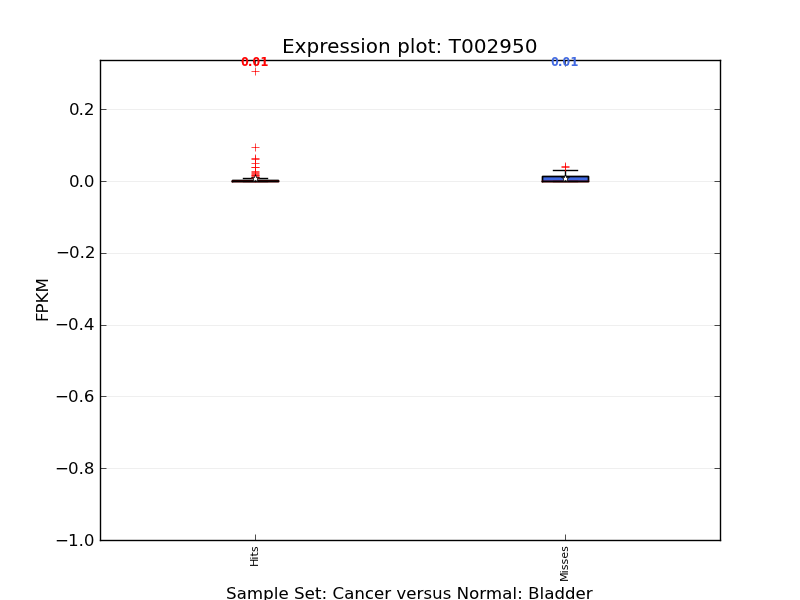 Expression plot: T002950
0.01
0.01
0.2
0.0
−0.2
−0.4
−0.6
−0.8
−1.0
FPKM
Hits
Misses
Sample Set: Cancer versus Normal: Bladder